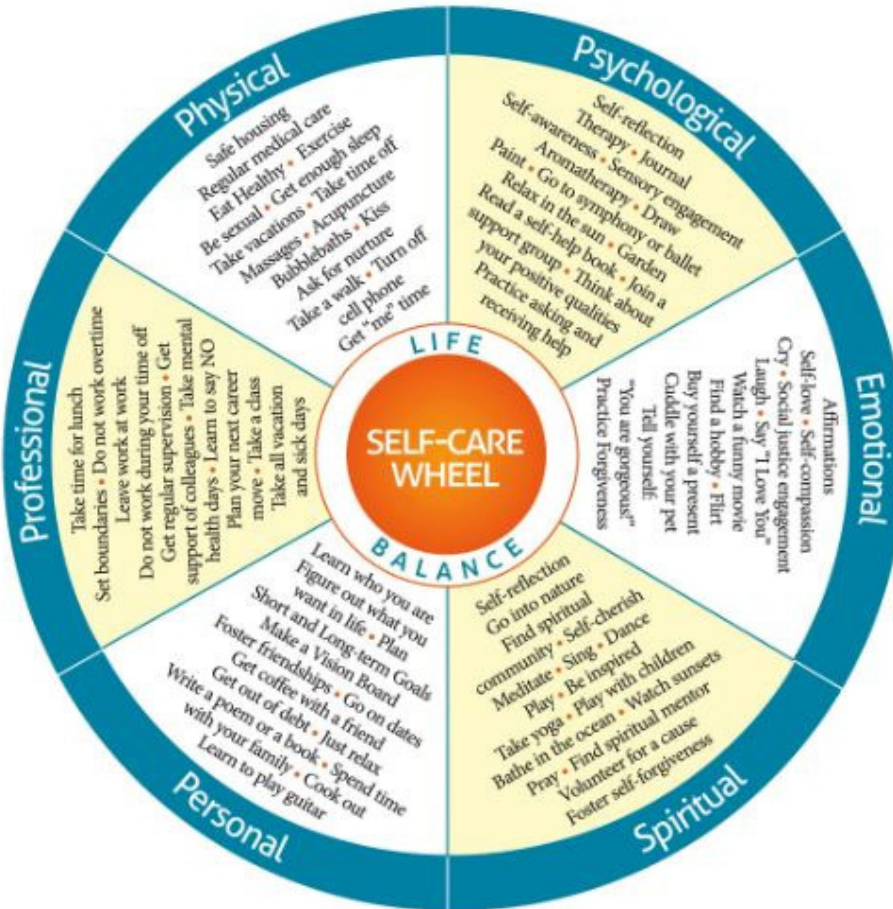 Physical
Safe housing
Regular medical care
Eat Healthy • Exercise
Be sexual • Get enough sleep
Take vacations • Take time off
Massages • Acupuncture
Bubblebaths • Kiss
Ask for nurture
Take a walk • Turn off
cell phone
Get "me" time
Psychological
Self-reflection
Therapy • Journal
Self-awareness • Sensory engagement
Aromatherapy • Draw
Paint • Go to symphony or ballet
Relax in the sun • Garden
Read a self-help book • Join a
support group • Think about
your positive qualities
Practice asking and
receiving help
Emotional
Affirmations
Self-love • Self-compassion
Cry • Social justice engagement
Laugh • Say "I Love You"
Watch a funny movie
Find a hobby • Flirt
Buy yourself a present
Cuddle with your pet
Tell yourself:
"You are gorgeous!"
Practice Forgiveness
Spiritual
Self-reflection
Go into nature
Find spiritual
community • Self-cherish
Meditate • Sing • Dance
Play • Be inspired
Take yoga • Play with children
Bathe in the ocean • Watch sunsets
Pray • Find spiritual mentor
Volunteer for a cause
Foster self-forgiveness
Personal
Learn who you are
Figure out what you
want in life • Plan
Short and Long-term Goals
Make a Vision Board
Foster friendships • Go on dates
Get coffee with a friend
Get out of debt • Just relax
Write a poem or a book • Spend time
with your family • Cook out
Learn to play guitar
Professional
Take time for lunch
Set boundaries • Do not work overtime
Leave work at work
Do not work during your time off
Get regular supervision • Get
support of colleagues • Take mental
health days • Learn to say NO
Plan your next career
move • Take a class
Take all vacation
and sick days
LIFE
SELF-CARE
WHEEL
BALANCE